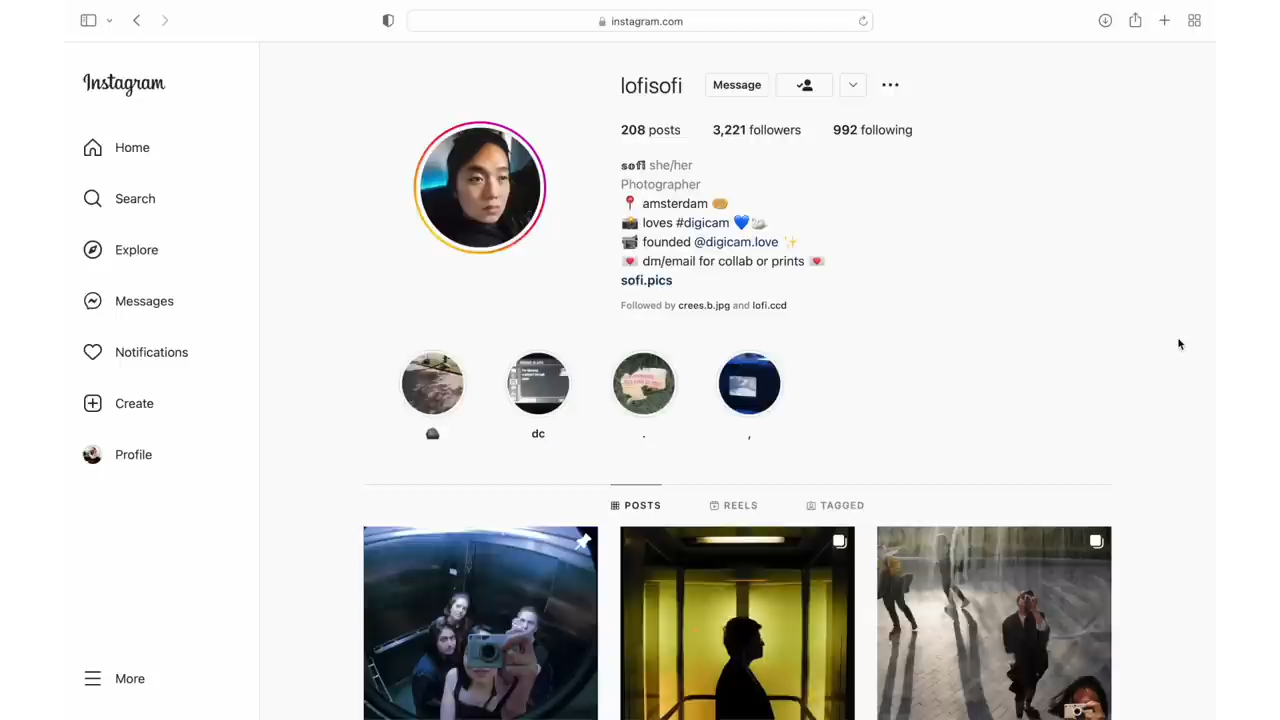 instagram.com
Instagram
Home
Search
Explore
Messages
Notifications
Create
Profile
More
lofisofi
Message
208 posts
3,221 followers
992 following
sofi she/her
Photographer
📍 amsterdam 🥯
📸 loves #digicam 💙🦢
📹 founded @digicam.love ✨
💌 dm/email for collab or prints 💌
sofi.pics
Followed by crees.b.jpg and lofi.ccd
dc
.
,
POSTS
REELS
TAGGED